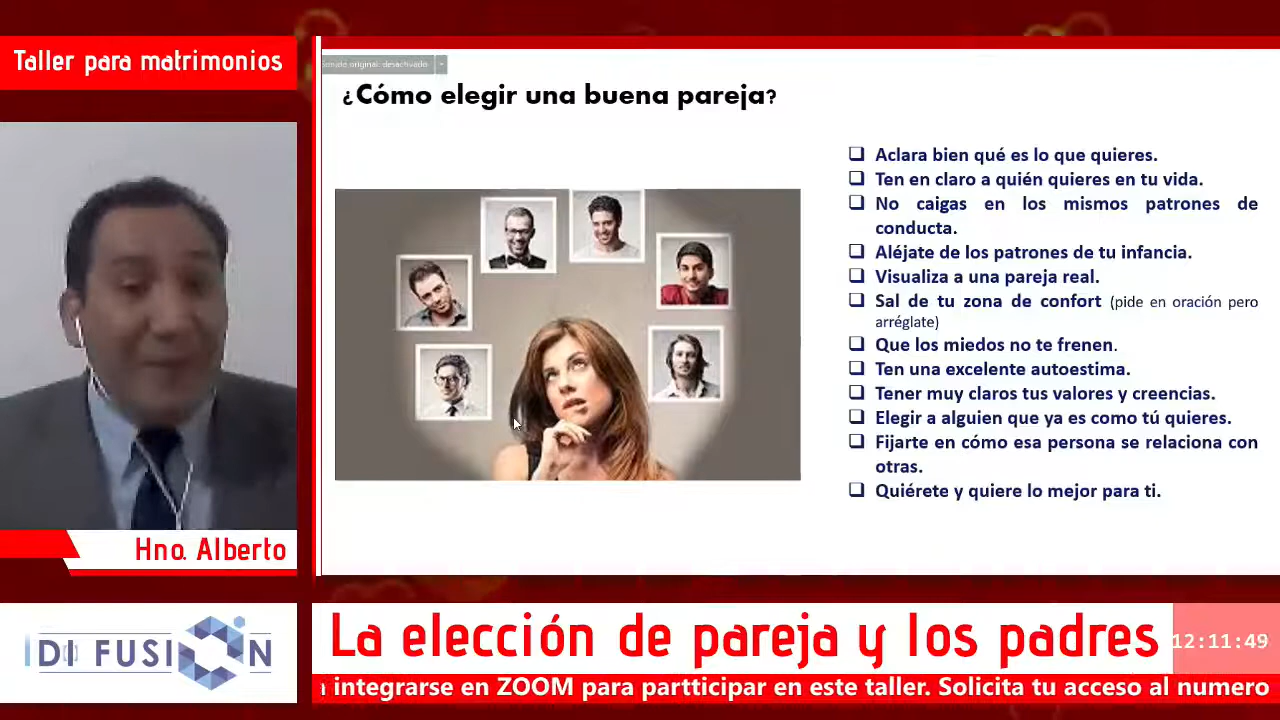 Taller para matrimonios
Sonido original: desactivado
¿Cómo elegir una buena pareja?
❑ Aclara bien qué es lo que quieres.
❑ Ten en claro a quién quieres en tu vida.
❑ No caigas en los mismos patrones de
conducta.
❑ Aléjate de los patrones de tu infancia.
❑ Visualiza a una pareja real.
❑ Sal de tu zona de confort (pide en oración pero
arréglate)
❑ Que los miedos no te frenen.
❑ Ten una excelente autoestima.
❑ Tener muy claros tus valores y creencias.
❑ Elegir a alguien que ya es como tú quieres.
❑ Fijarte en cómo esa persona se relaciona con
otras.
❑ Quiérete y quiere lo mejor para ti.
Hno. Alberto
DIFUSIÓN
La elección de pareja y los padres
12:11:49
integrarse en ZOOM para partticipar en este taller. Solicita tu acceso al numero